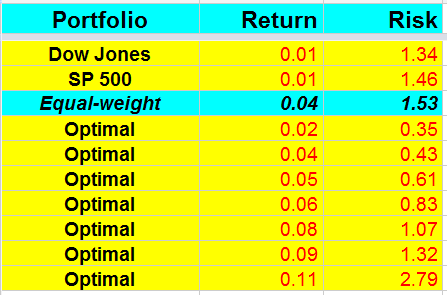 Portfolio Return Risk
Dow Jones 0.01 1.34
SP 500 0.01 1.46
Equal-weight 0.04 1.53
Optimal 0.02 0.35
Optimal 0.04 0.43
Optimal 0.05 0.61
Optimal 0.06 0.83
Optimal 0.08 1.07
Optimal 0.09 1.32
Optimal 0.11 2.79